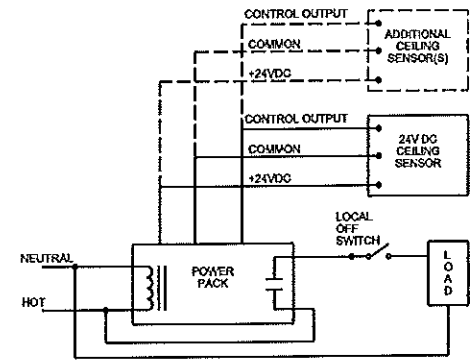 CONTROL OUTPUT
COMMON
+24VDC
ADDITIONAL
CEILING
SENSOR(S)
CONTROL OUTPUT
COMMON
+24VDC
24V DC
CEILING
SENSOR
LOCAL
OFF
SWITCH
NEUTRAL
HOT
POWER
PACK
LOAD